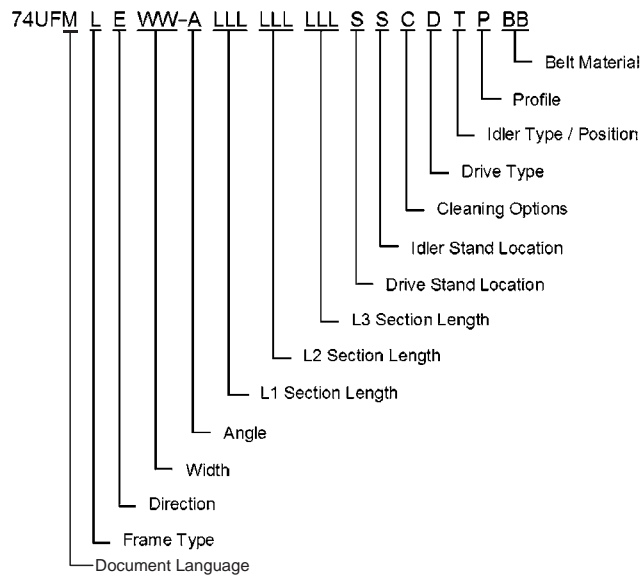 74UFM L E WW-A LLL LLL LLL S S C D T P BB
Belt Material
Profile
Idler Type / Position
Drive Type
Cleaning Options
Idler Stand Location
Drive Stand Location
L3 Section Length
L2 Section Length
L1 Section Length
Angle
Width
Direction
Frame Type
Document Language